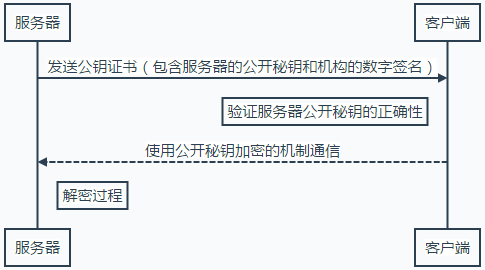 服务器
客户端
发送公钥证书（包含服务器的公开秘钥和机构的数字签名）
验证服务器公开秘钥的正确性
使用公开秘钥加密的机制通信
解密过程
服务器
客户端